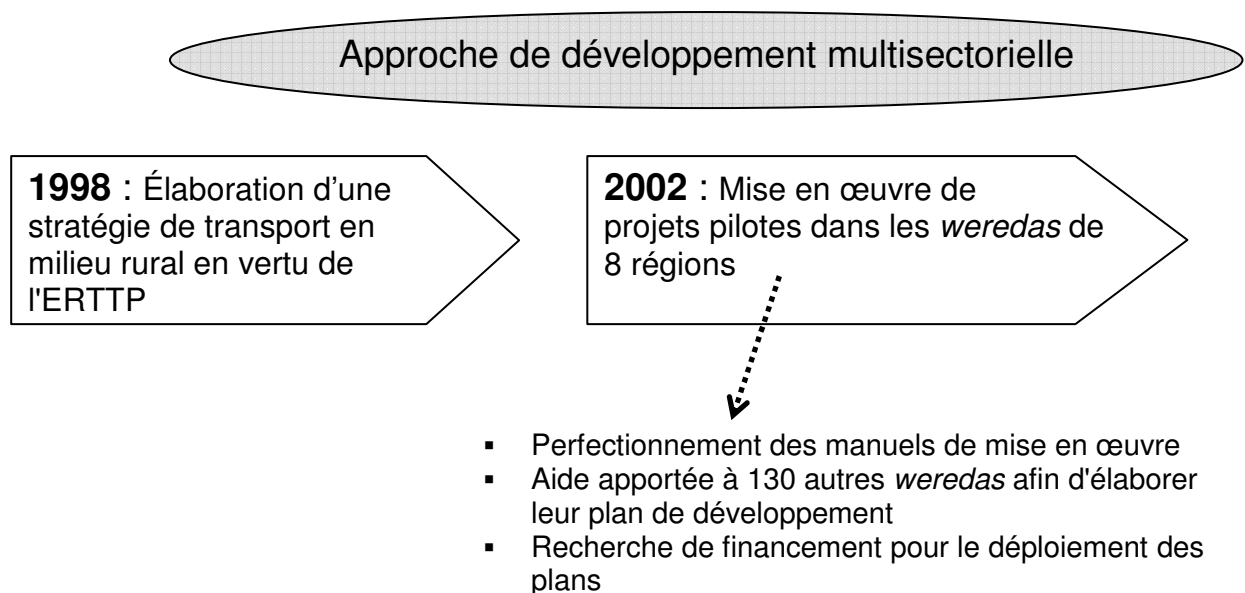 Approche de développement multisectorielle
1998 : Élaboration d’une
stratégie de transport en
milieu rural en vertu de
l'ERTTP
2002 : Mise en œuvre de
projets pilotes dans les weredas de
8 régions
▪ Perfectionnement des manuels de mise en œuvre
▪ Aide apportée à 130 autres weredas afin d'élaborer
leur plan de développement
▪ Recherche de financement pour le déploiement des
plans